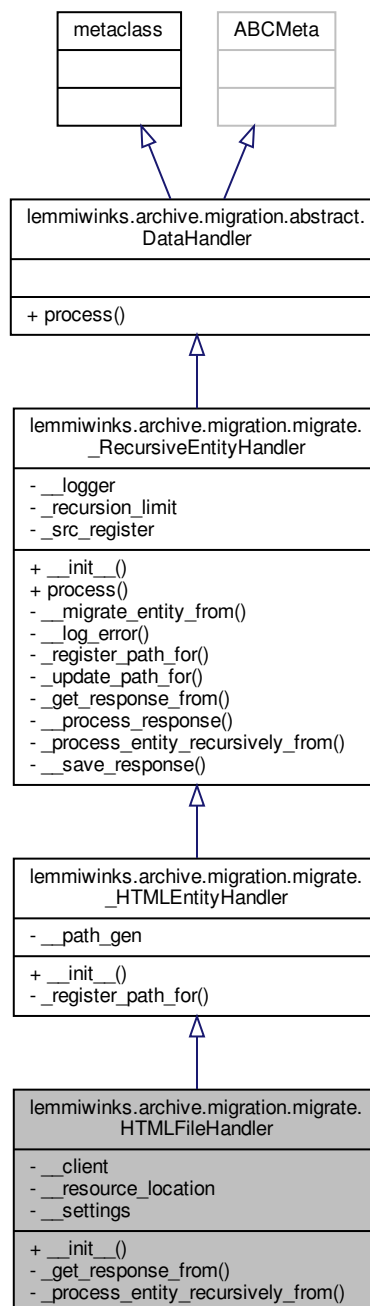 metaclass
ABCMeta
lemmiwinks.archive.migration.abstract.
DataHandler
+ process()
lemmiwinks.archive.migration.migrate.
_RecursiveEntityHandler
- __logger
- _recursion_limit
- _src_register
+ __init__()
+ process()
- __migrate_entity_from()
- __log_error()
- _register_path_for()
- _update_path_for()
- _get_response_from()
- __process_response()
- _process_entity_recursively_from()
- __save_response()
lemmiwinks.archive.migration.migrate.
_HTMLEntityHandler
- __path_gen
+ __init__()
- _register_path_for()
lemmiwinks.archive.migration.migrate.
HTMLFileHandler
- __client
- __resource_location
- __settings
+ __init__()
- _get_response_from()
- _process_entity_recursively_from()